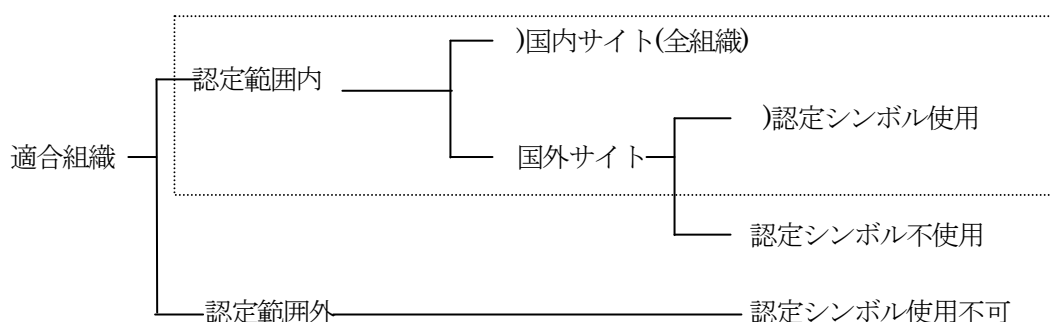 )国内サイト(全組織)
認定範囲内
)認定シンボル使用
適合組織
国外サイト
認定シンボル不使用
認定範囲外
認定シンボル使用不可